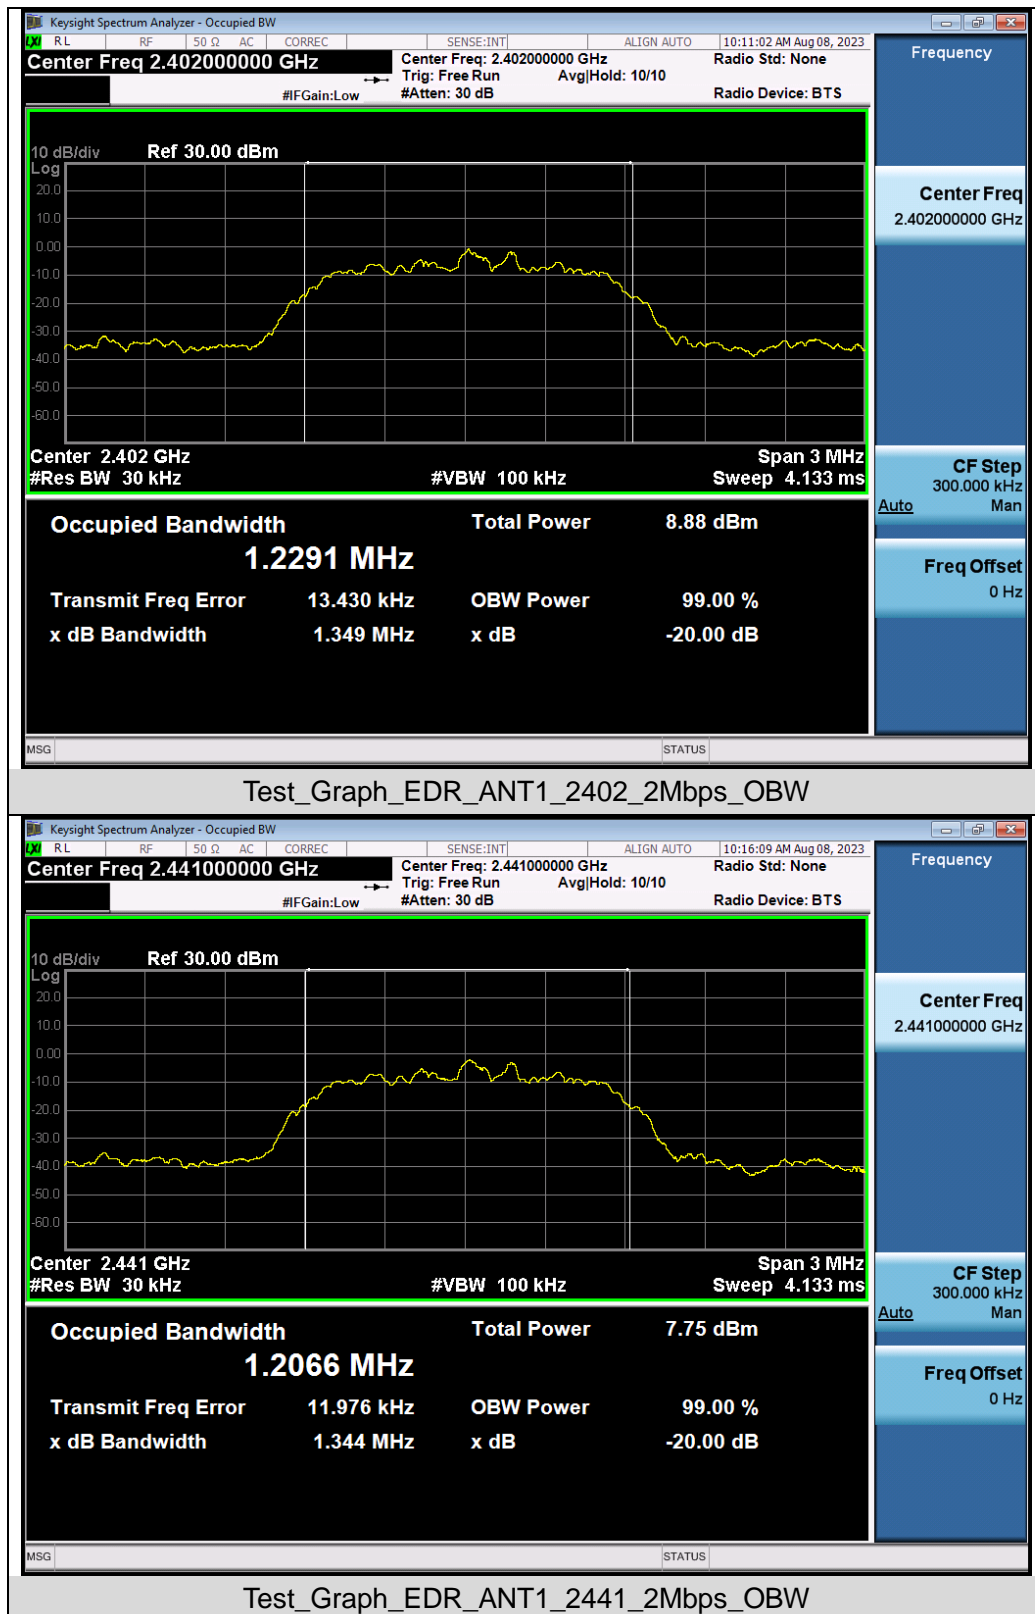 Keysight Spectrum Analyzer - Occupied BW
LXI RL RF 50 Ω AC CORREC SENSE:INT ALIGN AUTO 10:11:02 AM Aug 08, 2023
Center Freq 2.402000000 GHz Center Freq: 2.402000000 GHz Radio Std: None Frequency
Trig: Free Run Avg|Hold: 10/10
#IFGain:Low #Atten: 30 dB Radio Device: BTS
10 dB/div Ref 30.00 dBm
Log
20.0
10.0
0.00
-10.0
-20.0
-30.0
-40.0
-50.0
-60.0
Center Freq
2.402000000 GHz
Center 2.402 GHz Span 3 MHz
#Res BW 30 kHz #VBW 100 kHz Sweep 4.133 ms
CF Step
300.000 kHz
Auto Man
Occupied Bandwidth Total Power 8.88 dBm
1.2291 MHz
Freq Offset
0 Hz
Transmit Freq Error 13.430 kHz OBW Power 99.00 %
x dB Bandwidth 1.349 MHz x dB -20.00 dB
MSG STATUS
Test_Graph_EDR_ANT1_2402_2Mbps_OBW
Keysight Spectrum Analyzer - Occupied BW
LXI RL RF 50 Ω AC CORREC SENSE:INT ALIGN AUTO 10:16:09 AM Aug 08, 2023
Center Freq 2.441000000 GHz Center Freq: 2.441000000 GHz Radio Std: None Frequency
Trig: Free Run Avg|Hold: 10/10
#IFGain:Low #Atten: 30 dB Radio Device: BTS
10 dB/div Ref 30.00 dBm
Log
20.0
10.0
0.00
-10.0
-20.0
-30.0
-40.0
-50.0
-60.0
Center Freq
2.441000000 GHz
Center 2.441 GHz Span 3 MHz
#Res BW 30 kHz #VBW 100 kHz Sweep 4.133 ms
CF Step
300.000 kHz
Auto Man
Occupied Bandwidth Total Power 7.75 dBm
1.2066 MHz
Freq Offset
0 Hz
Transmit Freq Error 11.976 kHz OBW Power 99.00 %
x dB Bandwidth 1.344 MHz x dB -20.00 dB
MSG STATUS
Test_Graph_EDR_ANT1_2441_2Mbps_OBW